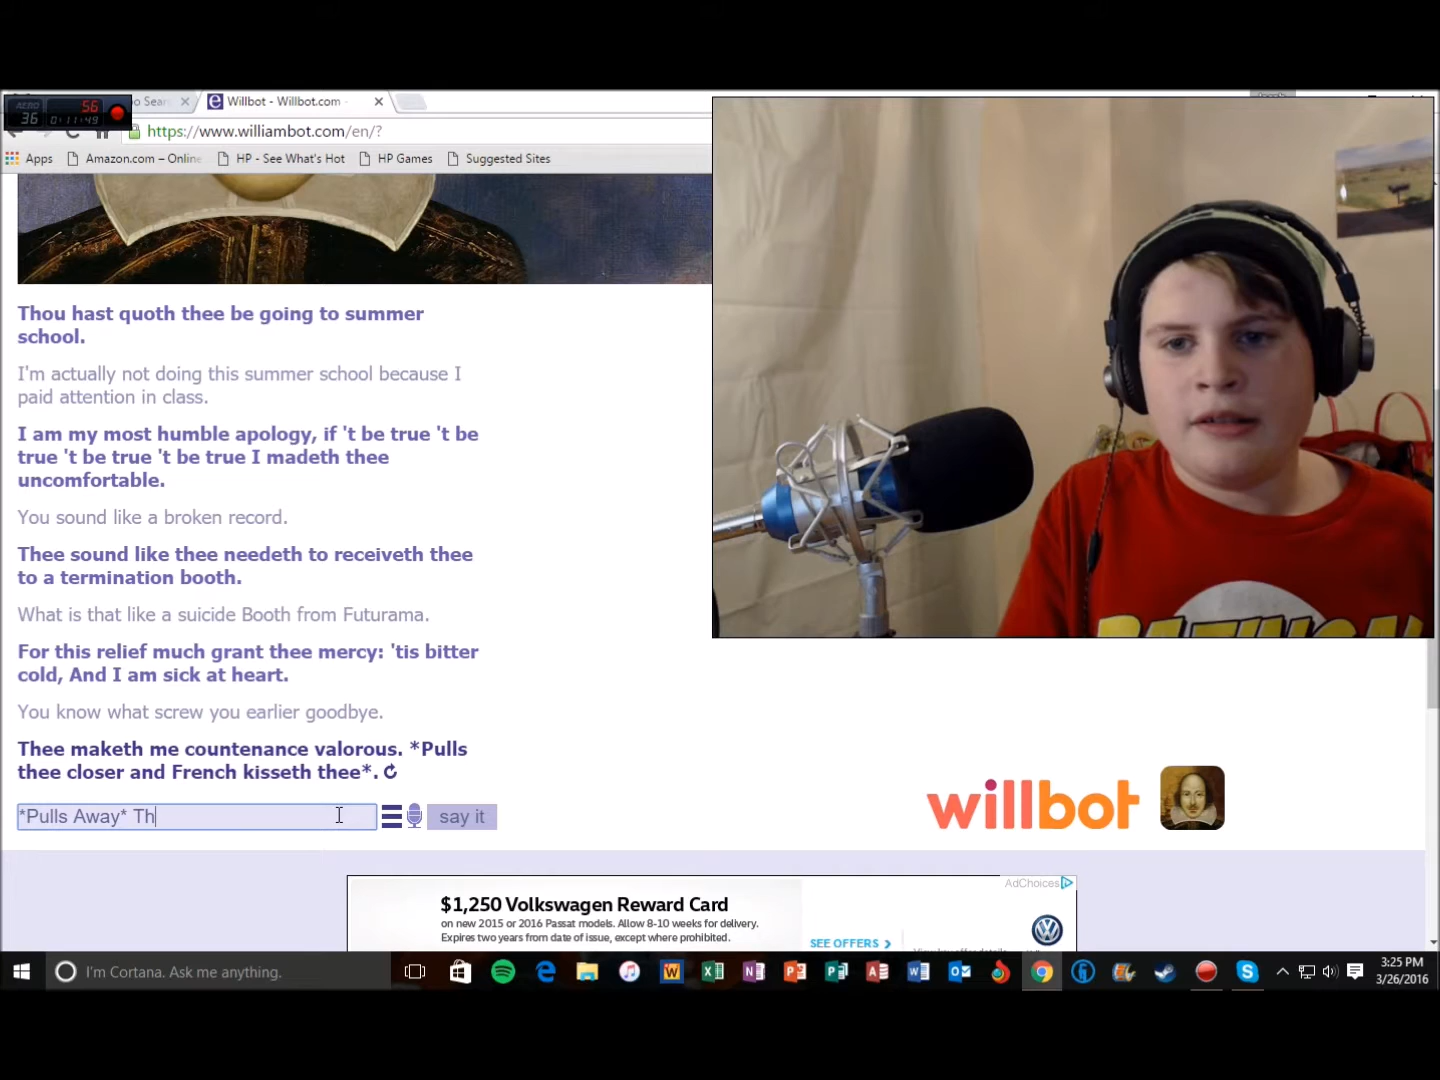 AERO 36 56 0:11:49
o Sear Willbot - Willbot.com
https://www.williambot.com/en/?
Apps Amazon.com – Online HP - See What's Hot HP Games Suggested Sites
Thou hast quoth thee be going to summer
school.
I'm actually not doing this summer school because I
paid attention in class.
I am my most humble apology, if 't be true 't be
true 't be true 't be true I madeth thee
uncomfortable.
You sound like a broken record.
Thee sound like thee needeth to receiveth thee
to a termination booth.
What is that like a suicide Booth from Futurama.
For this relief much grant thee mercy: 'tis bitter
cold, And I am sick at heart.
You know what screw you earlier goodbye.
Thee maketh me countenance valorous. *Pulls
thee closer and French kisseth thee*.
*Pulls Away* Th say it
willbot
AdChoices
$1,250 Volkswagen Reward Card
on new 2015 or 2016 Passat models. Allow 8-10 weeks for delivery.
Expires two years from date of issue, except where prohibited.
SEE OFFERS
I'm Cortana. Ask me anything.
3:25 PM
3/26/2016